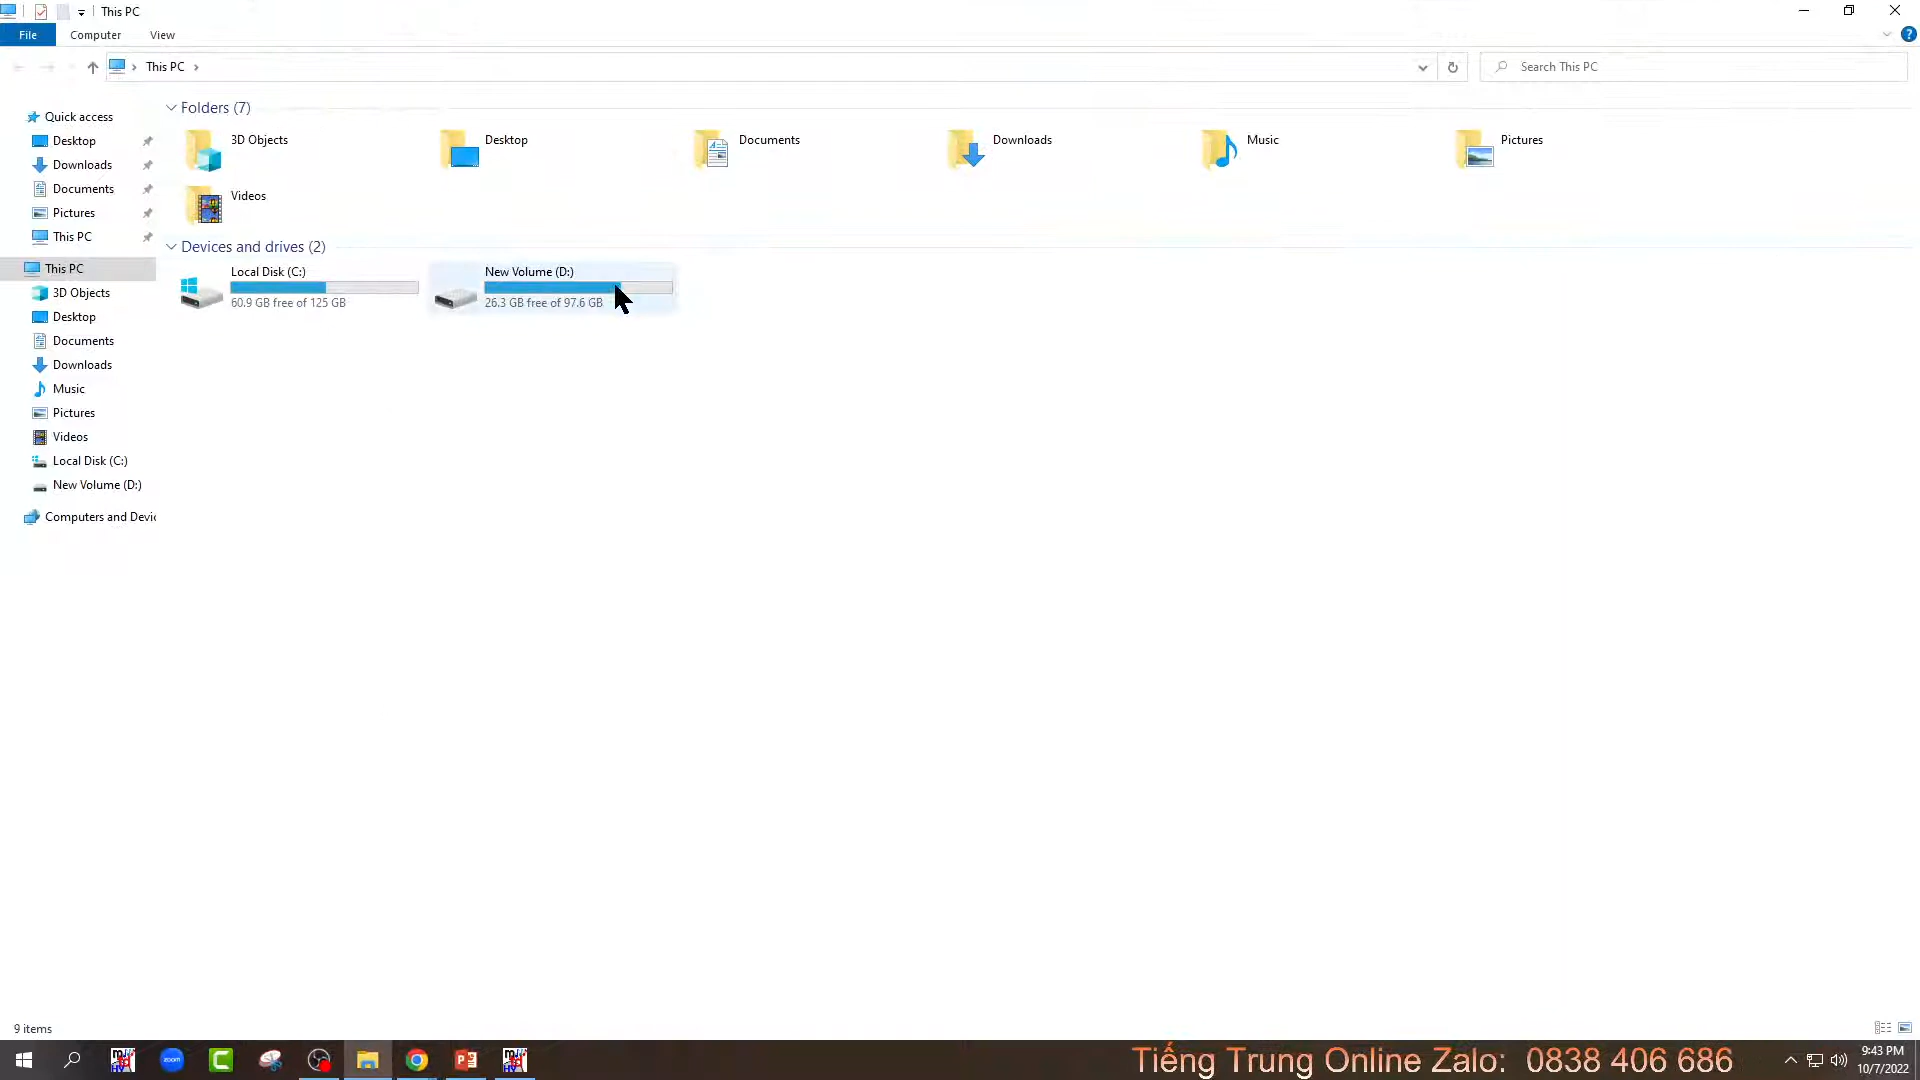 This PC
File
Computer
View
This PC
Search This PC
Quick access
Desktop
Downloads
Documents
Pictures
This PC
This PC
3D Objects
Desktop
Documents
Downloads
Music
Pictures
Videos
Local Disk (C:)
New Volume (D:)
Computers and Devic
Folders (7)
3D Objects
Desktop
Documents
Downloads
Music
Pictures
Videos
Devices and drives (2)
Local Disk (C:)
60.9 GB free of 125 GB
New Volume (D:)
26.3 GB free of 97.6 GB
9 items
zoom
Tiếng Trung Online Zalo: 0838 406 686
9:43 PM
10/7/2022